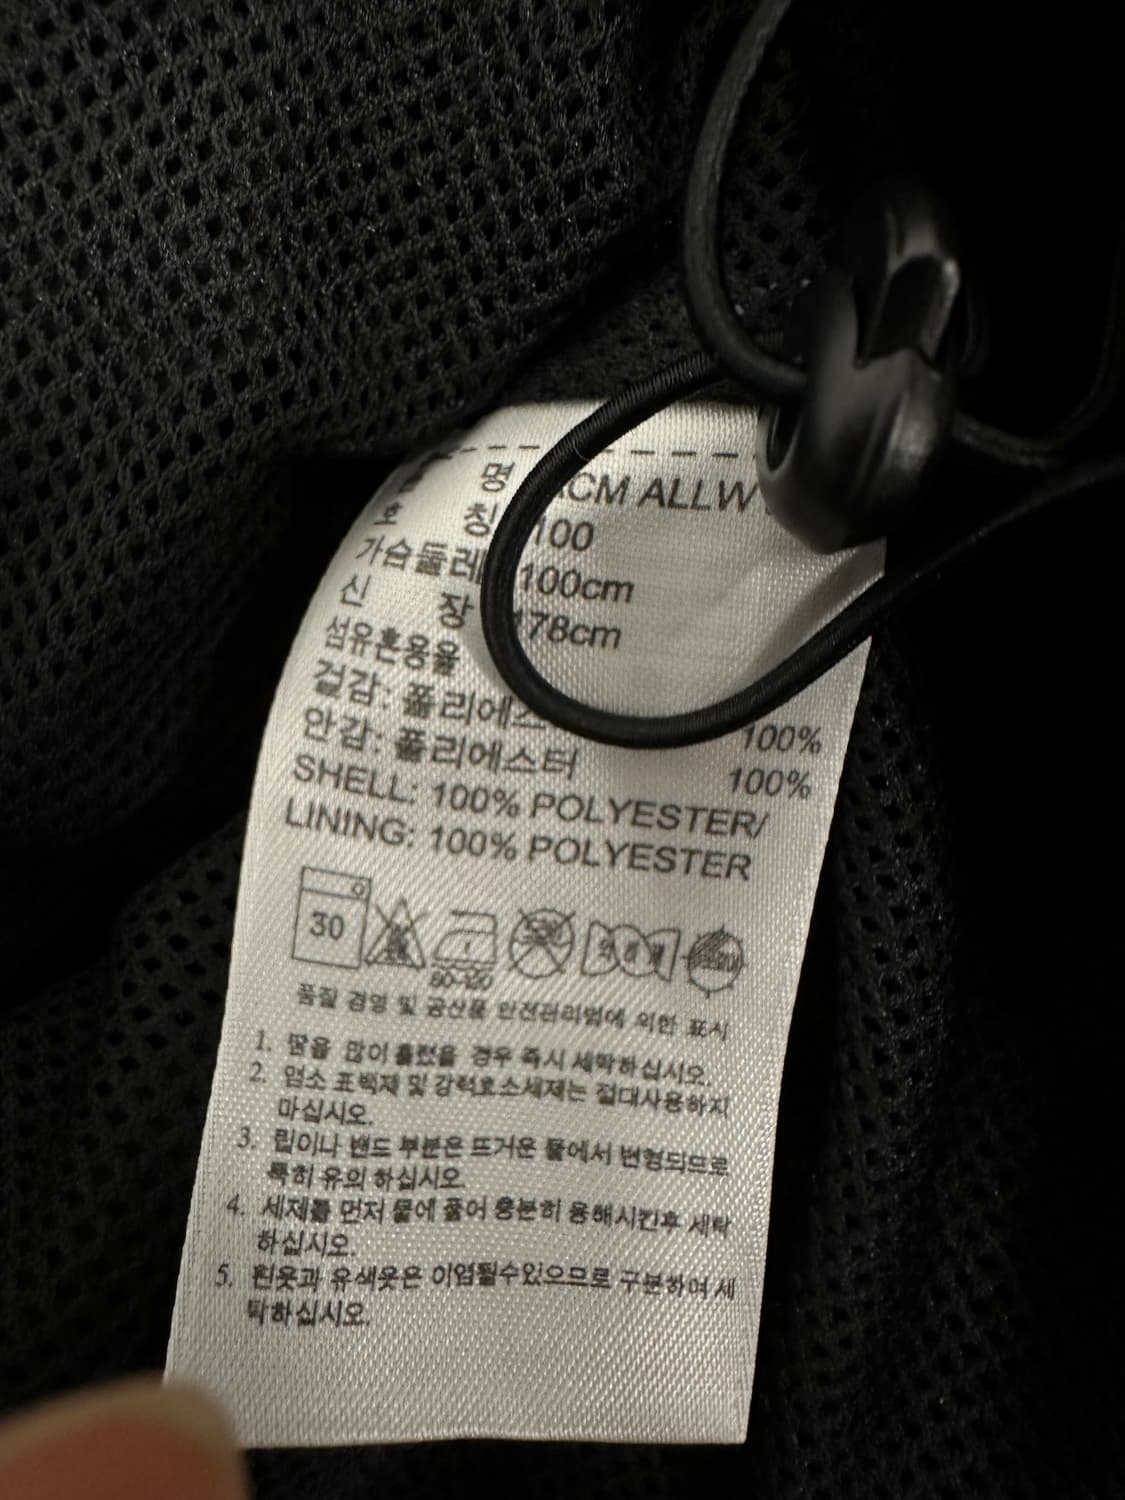 명 ACM ALLW
호 칭 100
가슴둘레 100cm
신 장 178cm
섬유혼용율
겉감: 폴리에스 100%
안감: 폴리에스터 100%
SHELL: 100% POLYESTER/
LINING: 100% POLYESTER
30
80-120
품질 경영 및 공산품 안전관리법에 의한 표시
1. 땀을 많이 흘렸을 경우 즉시 세탁하십시오.
2. 염소 표백제 및 강력효소세제는 절대사용하지
마십시오.
3. 립이나 밴드 부분은 뜨거운 물에서 변형되므로
특히 유의 하십시오.
4. 세제를 먼저 물에 풀어 충분히 용해시킨후 세탁
하십시오.
5. 흰옷과 유색옷은 이염될수있으므로 구분하여 세
탁하십시오.